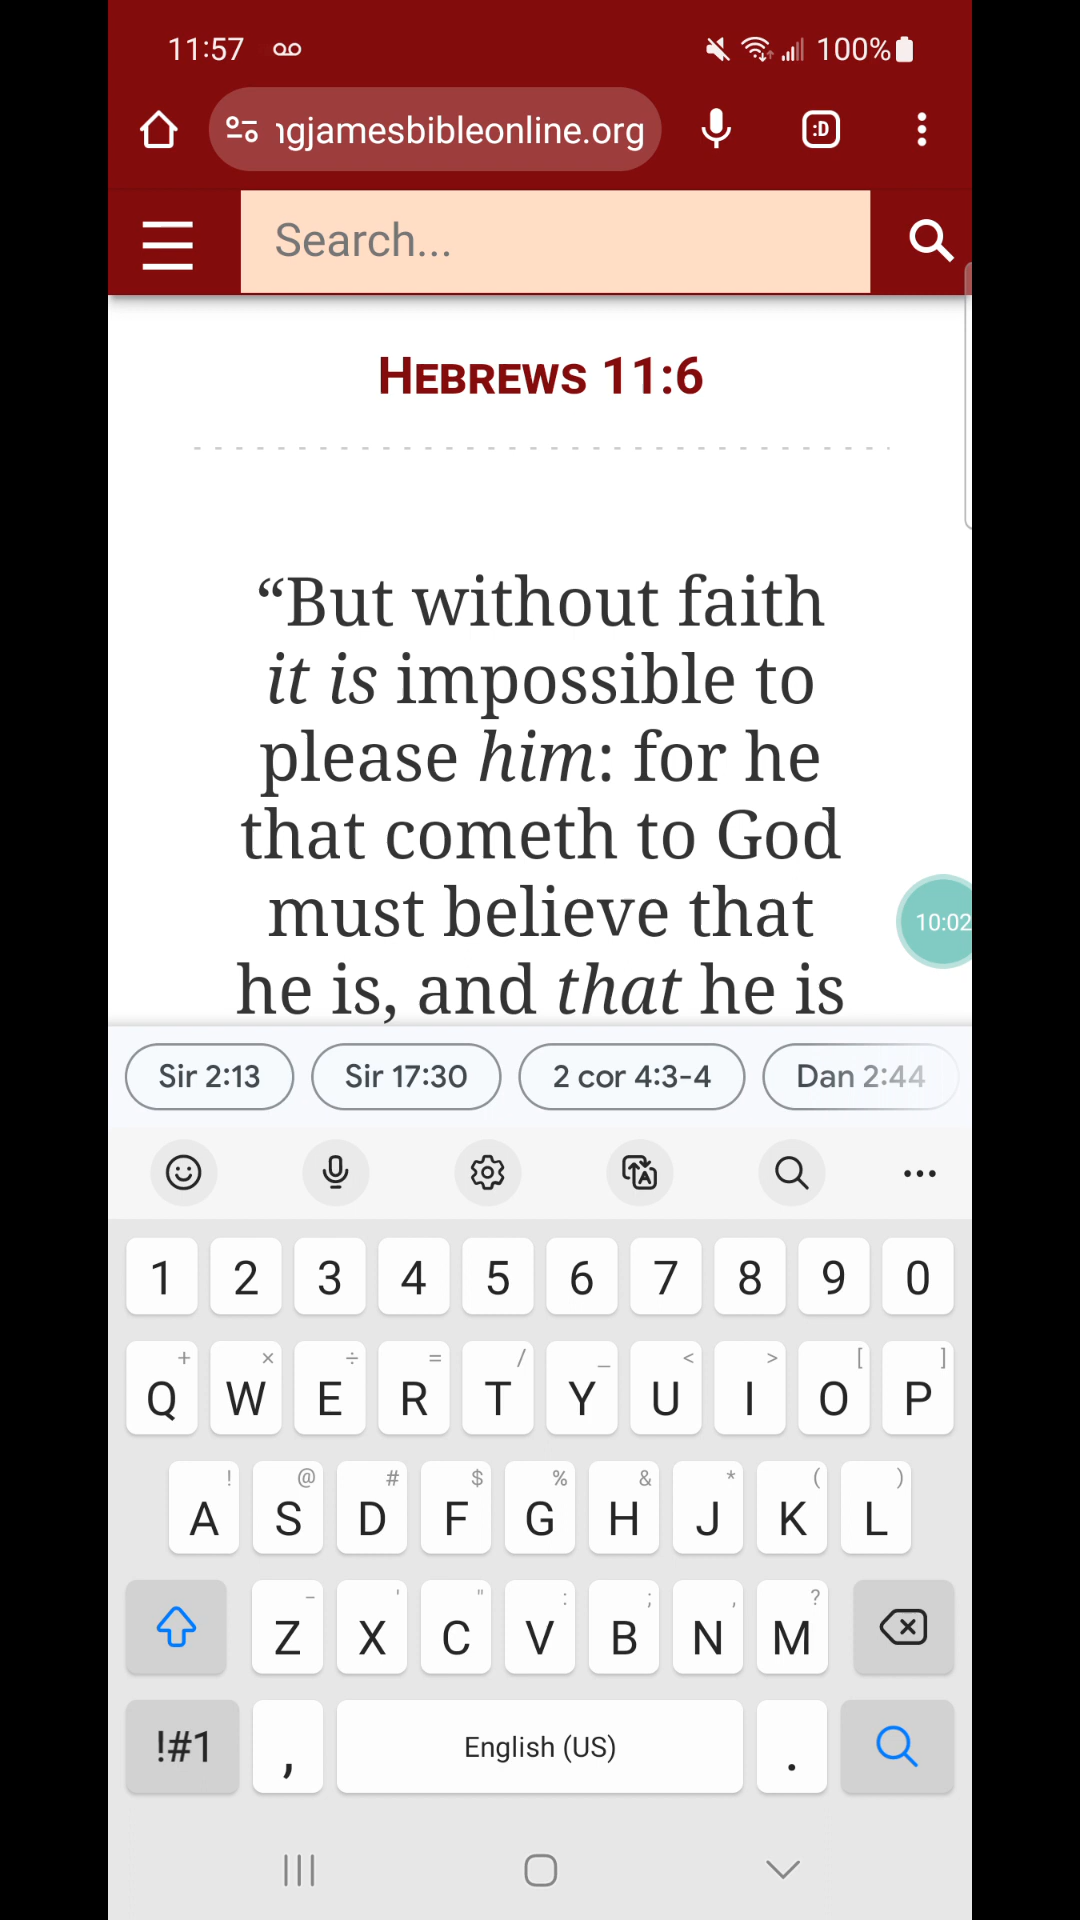 11:57
100%
ngjamesbibleonline.org
:D
Search...
HEBREWS 11:6
“But without faith
it is impossible to
please him: for he
that cometh to God
must believe that
he is, and that he is
10:02
Sir 2:13 Sir 17:30 2 cor 4:3-4 Dan 2:44
1 2 3 4 5 6 7 8 9 0
+ × ÷ = / _ < > [ ]
Q W E R T Y U I O P
! @ # $ % & * ( )
A S D F G H J K L
- ' " : ; , ?
Z X C V B N M
!#1 , English (US) .